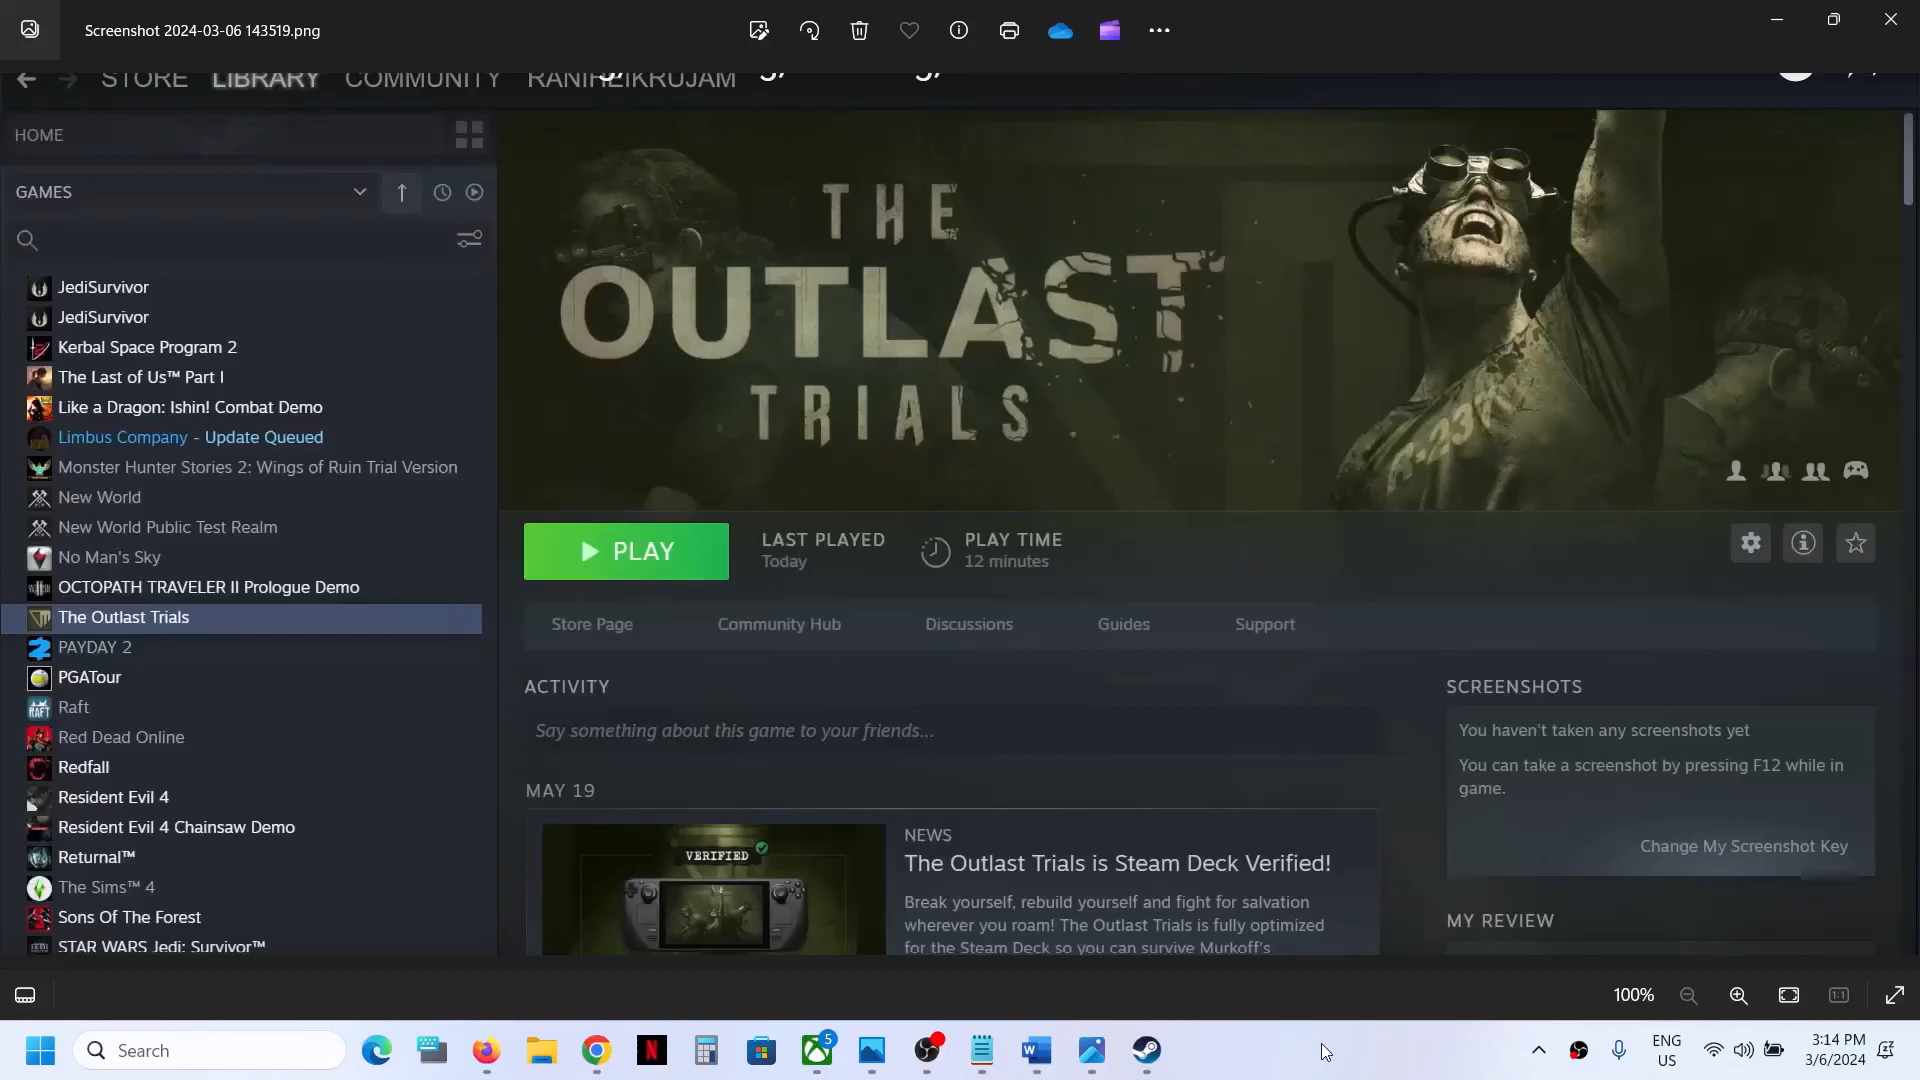 Screenshot 2024-03-06 143519.png
STORE LIBRARY COMMUNITY RANIHZIKRUJAM
HOME
GAMES
JediSurvivor
JediSurvivor
Kerbal Space Program 2
The Last of Us™ Part I
Like a Dragon: Ishin! Combat Demo
Limbus Company - Update Queued
Monster Hunter Stories 2: Wings of Ruin Trial Version
New World
New World Public Test Realm
No Man's Sky
OCTOPATH TRAVELER II Prologue Demo
The Outlast Trials
PAYDAY 2
PGATour
Raft
Red Dead Online
Redfall
Resident Evil 4
Resident Evil 4 Chainsaw Demo
Returnal™
The Sims™ 4
Sons Of The Forest
STAR WARS Jedi: Survivor™
THE
OUTLAST
TRIALS
PLAY
LAST PLAYED
Today
PLAY TIME
12 minutes
Store Page Community Hub Discussions Guides Support
ACTIVITY
Say something about this game to your friends...
MAY 19
VERIFIED
NEWS
The Outlast Trials is Steam Deck Verified!
Break yourself, rebuild yourself and fight for salvation
wherever you roam! The Outlast Trials is fully optimized
for the Steam Deck so you can survive Murkoff's
SCREENSHOTS
You haven't taken any screenshots yet
You can take a screenshot by pressing F12 while in
game.
Change My Screenshot Key
MY REVIEW
100%
Search
5
ENG
US
3:14 PM
3/6/2024